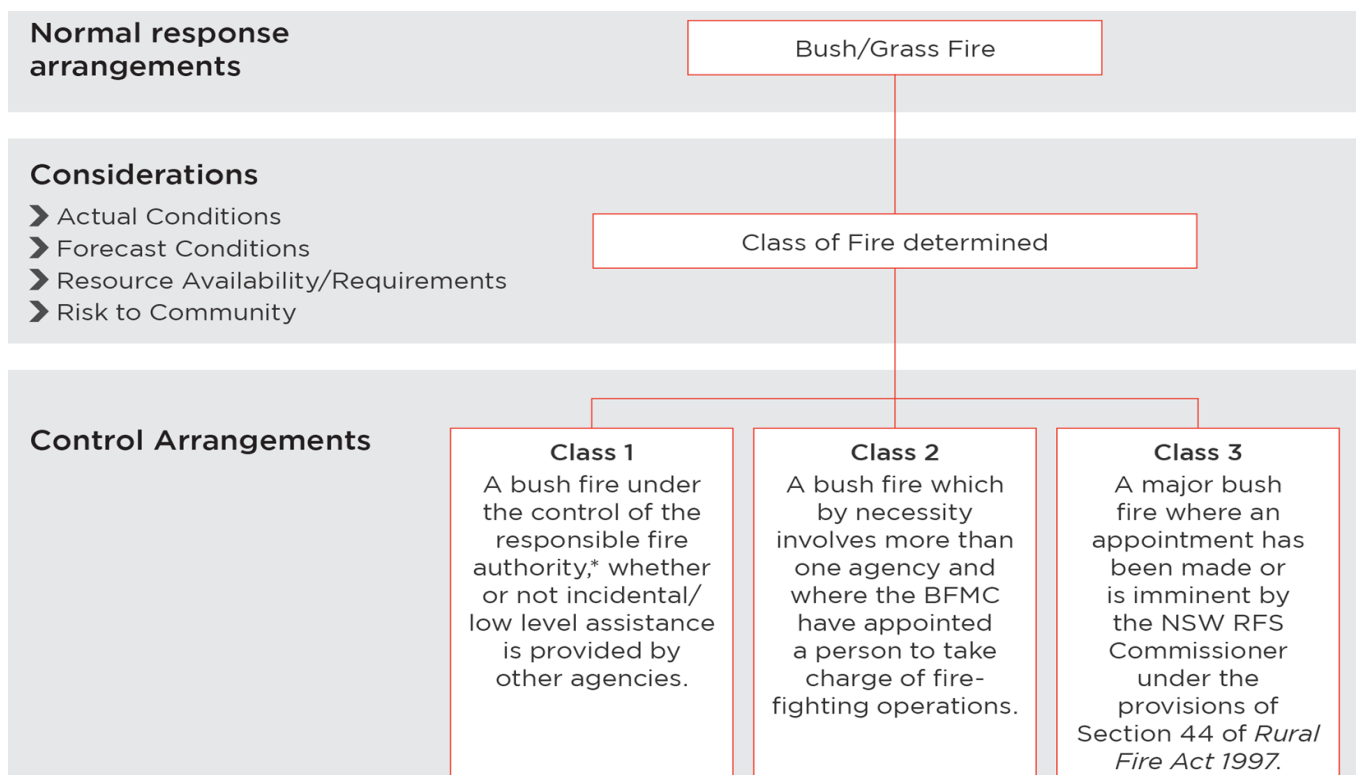 Normal response
arrangements
Bush/Grass Fire
Considerations
Actual Conditions
Forecast Conditions
Resource Availability/Requirements
Risk to Community
Class of Fire determined
Control Arrangements
Class 1
A bush fire under
the control of the
responsible fire
authority,* whether
or not incidental/
low level assistance
is provided by
other agencies.
Class 2
A bush fire which
by necessity
involves more than
one agency and
where the BFMC
have appointed
a person to take
charge of fire-
fighting operations.
Class 3
A major bush
fire where an
appointment has
been made or
is imminent by
the NSW RFS
Commissioner
under the
provisions of
Section 44 of Rural
Fire Act 1997.